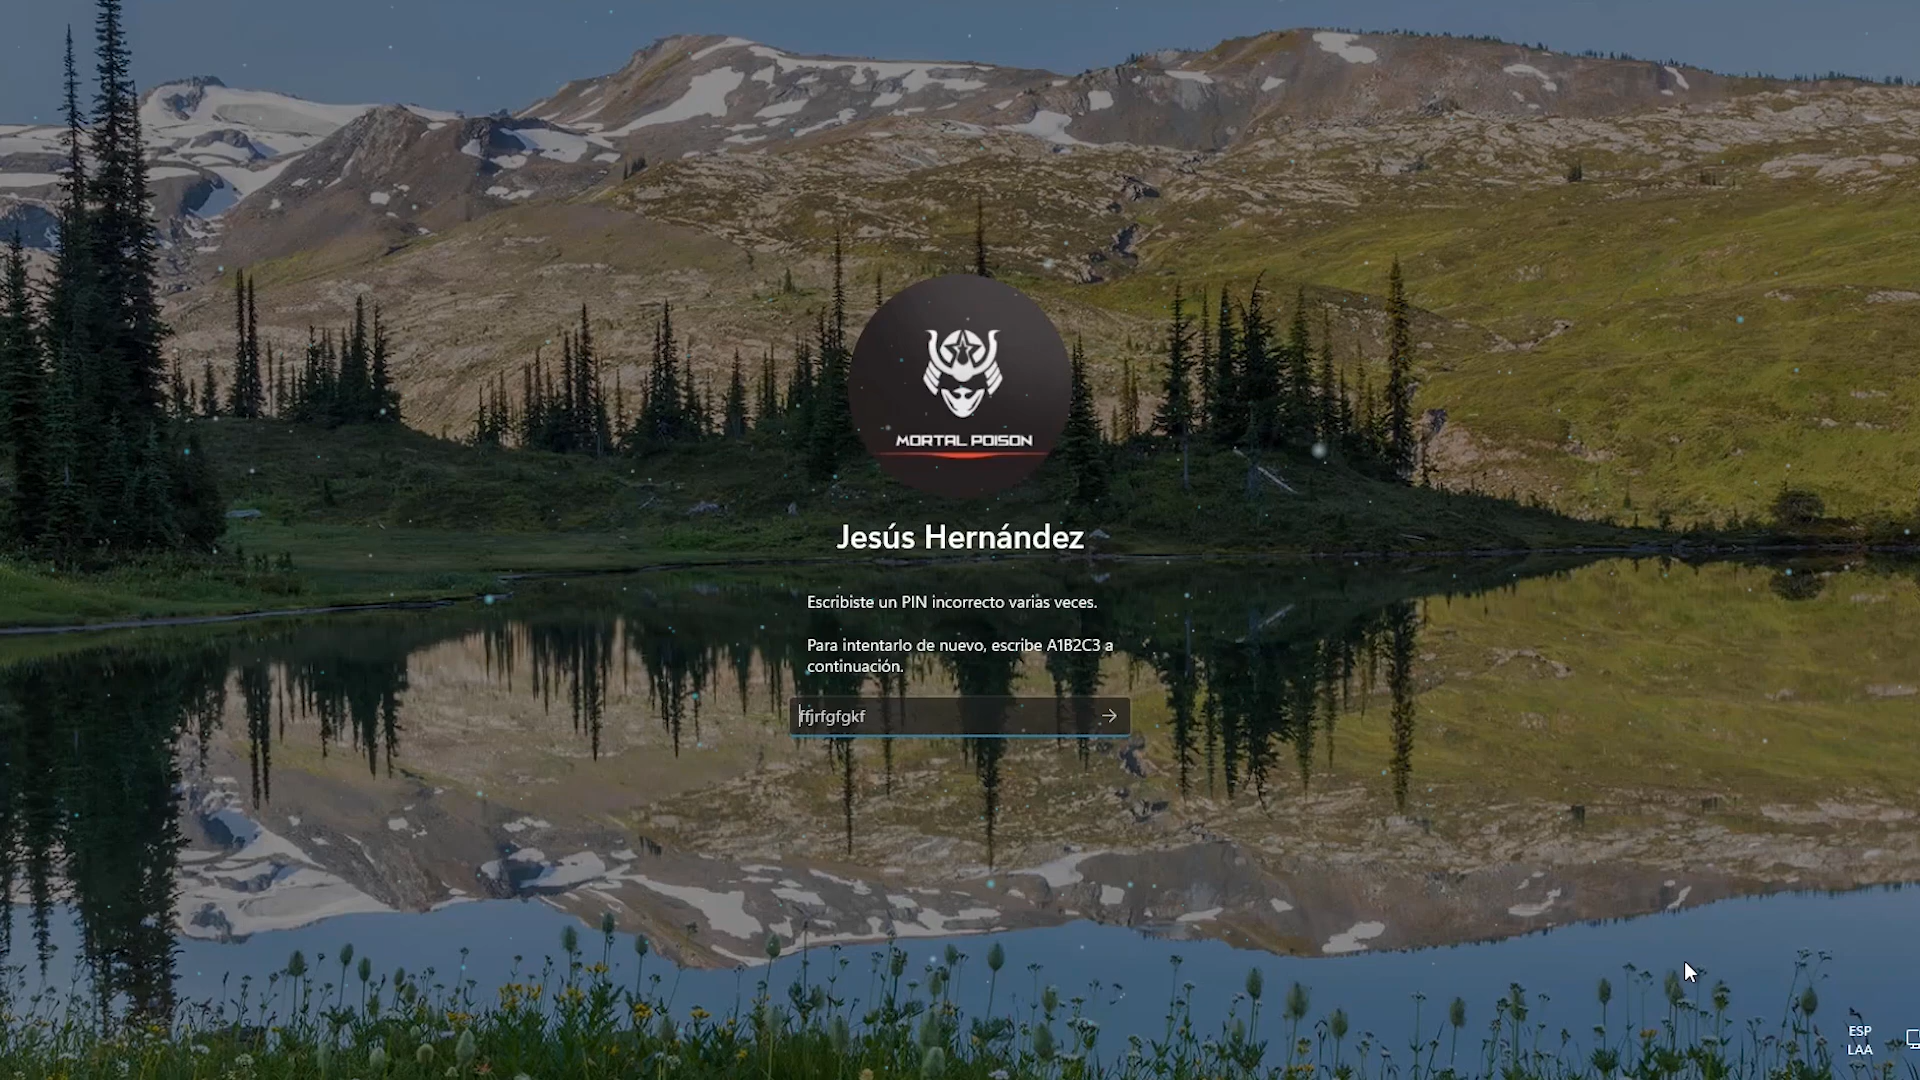 MORTAL POISON
Jesús Hernández
Escribiste un PIN incorrecto varias veces.
Para intentarlo de nuevo, escribe A1B2C3 a
continuación.
ffjrfgfgkf
ESP
LAA